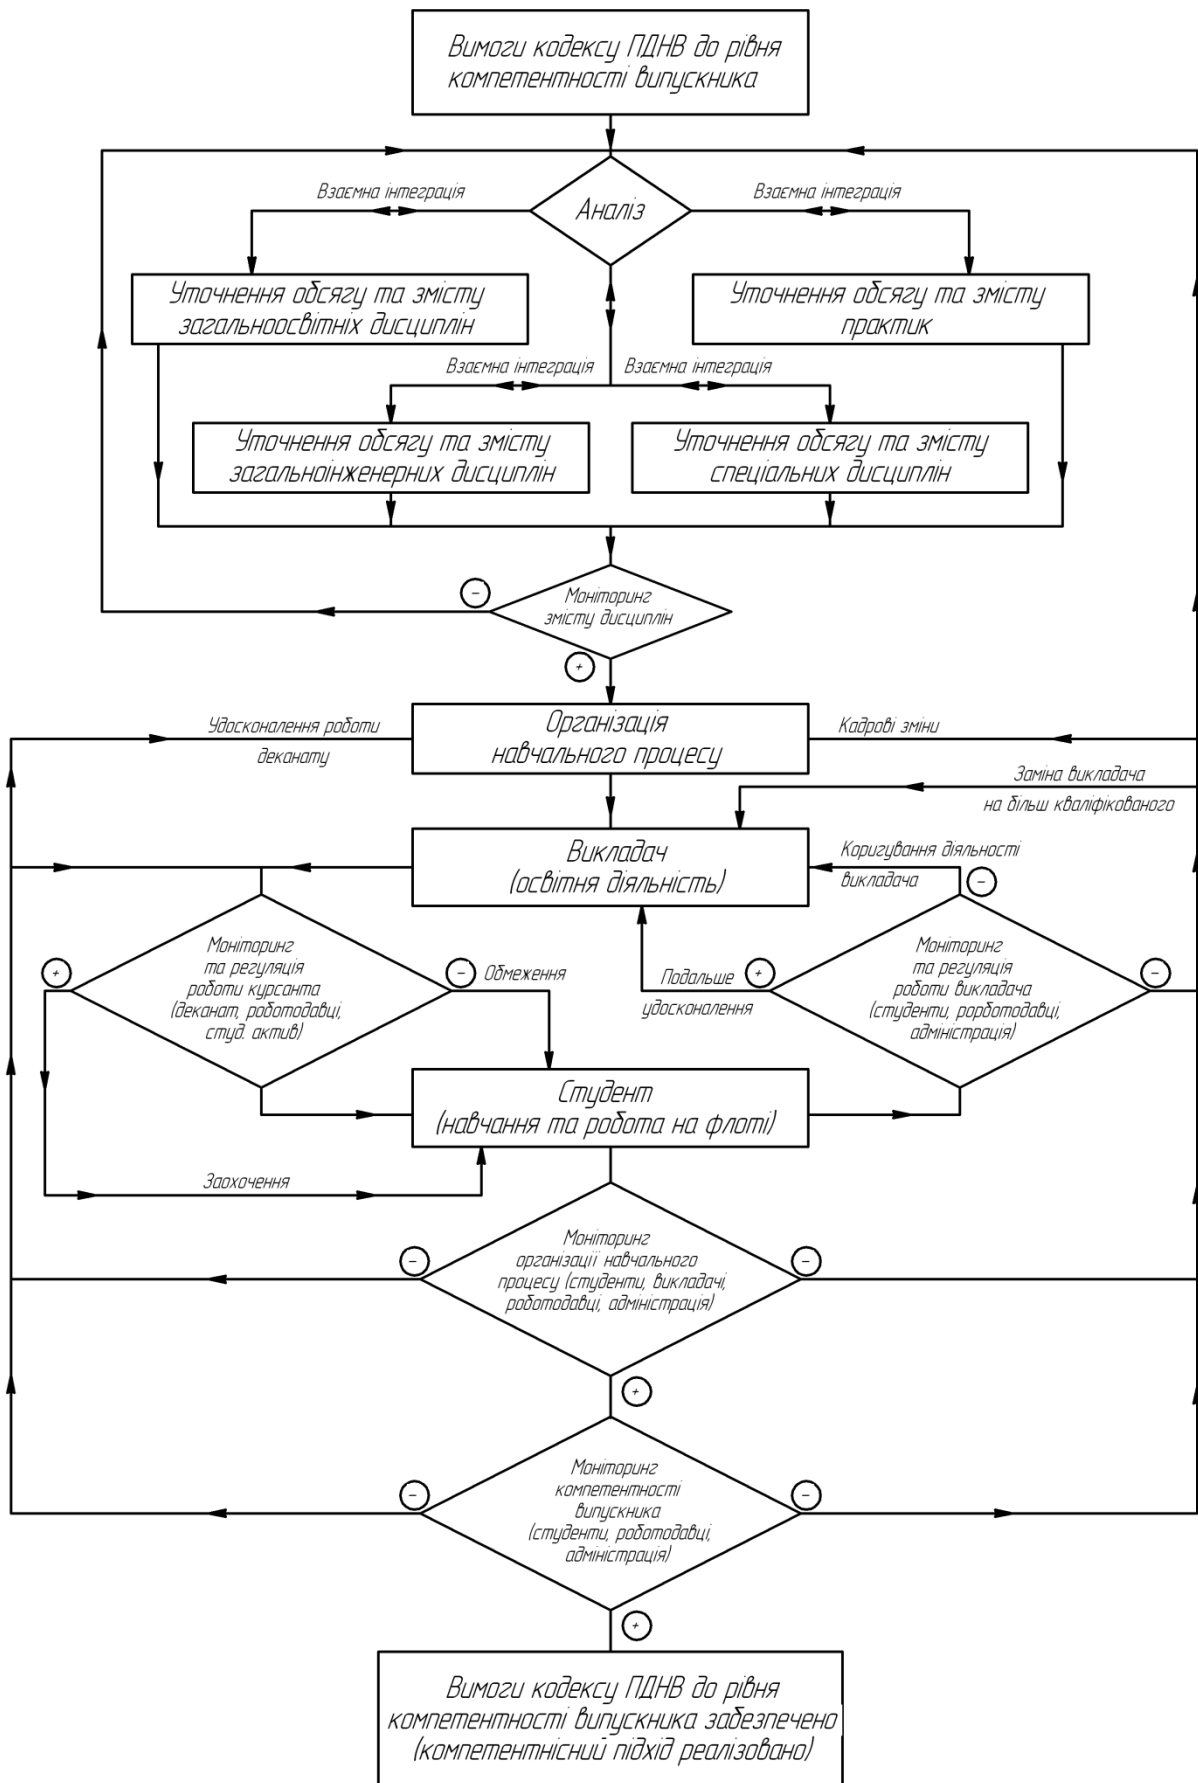 Вимоги кодексу ПДНВ до рівня
компетентності випускника
Взаємна інтеграція
Аналіз
Взаємна інтеграція
Уточнення обсягу та змісту
загальноосвітніх дисциплін
Уточнення обсягу та змісту
практик
Взаємна інтеграція
Взаємна інтеграція
Уточнення обсягу та змісту
загальноінженерних дисциплін
Уточнення обсягу та змісту
спеціальних дисциплін
−
Моніторинг
змісту дисциплін
+
Удосконалення роботи
деканату
Організація
навчального процесу
Кадрові зміни
Заміна викладача
на більш кваліфікованого
Викладач
(освітня діяльність)
Коригування діяльності
викладача
−
+
Моніторинг
та регуляція
роботи курсанта
(деканат, роботодавці,
студ. актив)
−
Обмеження
Подальше
удосконалення
+
Моніторинг
та регуляція
роботи викладача
(студенти, рорботодавці,
адміністрація)
−
Студент
(навчання та робота на флоті)
Заохочення
−
Моніторинг
організації навчального
процесу (студенти, викладачі,
роботодавці, адміністрація)
−
+
−
Моніторинг
компетентності
випускника
(студенти, роботодавці,
адміністрація)
−
+
Вимоги кодексу ПДНВ до рівня
компетентності випускника забезпечено
(компетентнісний підхід реалізовано)